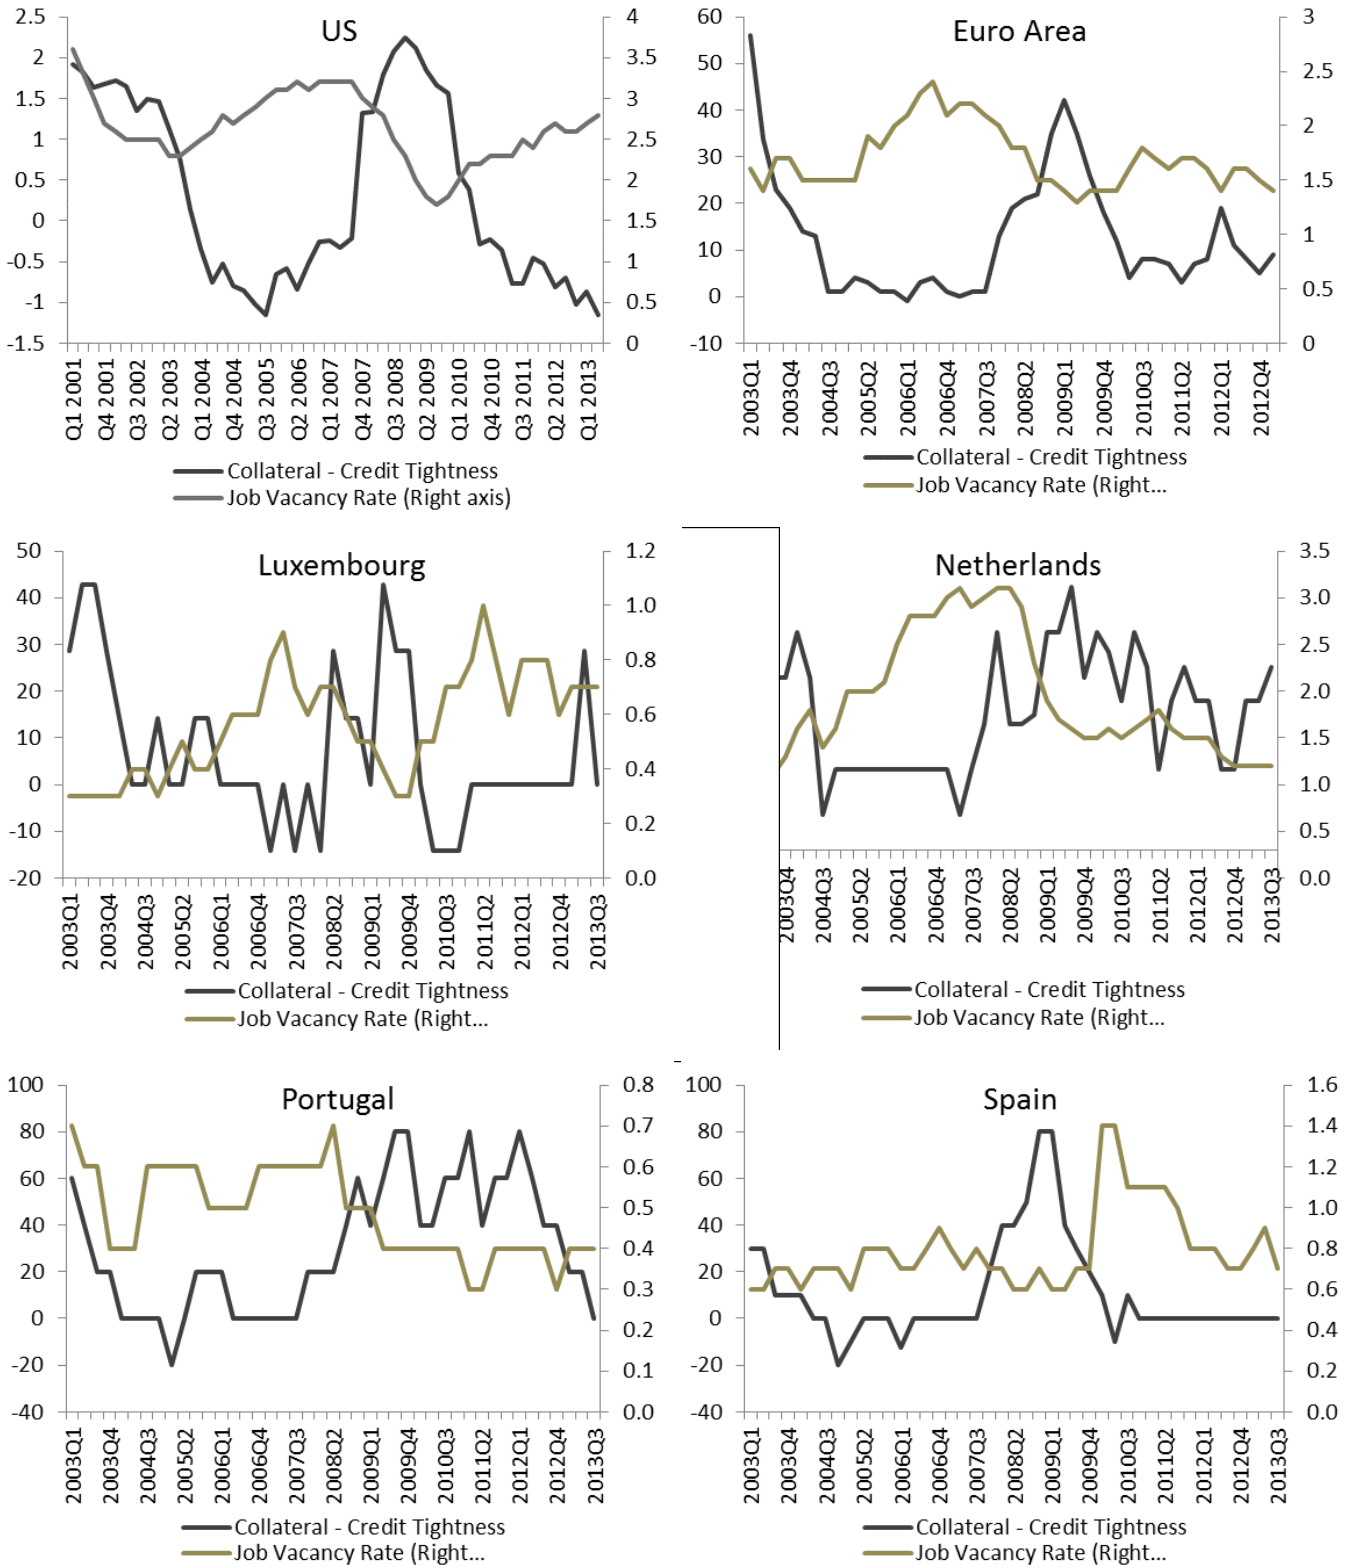 US
2.5
2
1.5
1
0.5
0
-0.5
-1
-1.5
4
3.5
3
2.5
2
1.5
1
0.5
0
Q1 2001
Q4 2001
Q3 2002
Q2 2003
Q1 2004
Q4 2004
Q3 2005
Q2 2006
Q1 2007
Q4 2007
Q3 2008
Q2 2009
Q1 2010
Q4 2010
Q3 2011
Q2 2012
Q1 2013
Collateral - Credit Tightness
Job Vacancy Rate (Right axis)
Euro Area
60
50
40
30
20
10
0
-10
3
2.5
2
1.5
1
0.5
0
2003Q1
2003Q4
2004Q3
2005Q2
2006Q1
2006Q4
2007Q3
2008Q2
2009Q1
2009Q4
2010Q3
2011Q2
2012Q1
2012Q4
Collateral - Credit Tightness
Job Vacancy Rate (Right...
Luxembourg
50
40
30
20
10
0
-10
-20
1.2
1.0
0.8
0.6
0.4
0.2
0.0
2003Q1
2003Q4
2004Q3
2005Q2
2006Q1
2006Q4
2007Q3
2008Q2
2009Q1
2009Q4
2010Q3
2011Q2
2012Q1
2012Q4
2013Q3
Collateral - Credit Tightness
Job Vacancy Rate (Right...
Netherlands
3.5
3.0
2.5
2.0
1.5
1.0
0.5
0.0
2003Q4
2004Q3
2005Q2
2006Q1
2006Q4
2007Q3
2008Q2
2009Q1
2009Q4
2010Q3
2011Q2
2012Q1
2012Q4
2013Q3
Collateral - Credit Tightness
Job Vacancy Rate (Right...
Portugal
100
80
60
40
20
0
-20
-40
0.8
0.7
0.6
0.5
0.4
0.3
0.2
0.1
0.0
2003Q1
2003Q4
2004Q3
2005Q2
2006Q1
2006Q4
2007Q3
2008Q2
2009Q1
2009Q4
2010Q3
2011Q2
2012Q1
2012Q4
2013Q3
Collateral - Credit Tightness
Job Vacancy Rate (Right...
Spain
100
80
60
40
20
0
-20
-40
1.6
1.4
1.2
1.0
0.8
0.6
0.4
0.2
0.0
2003Q1
2003Q4
2004Q3
2005Q2
2006Q1
2006Q4
2007Q3
2008Q2
2009Q1
2009Q4
2010Q3
2011Q2
2012Q1
2012Q4
2013Q3
Collateral - Credit Tightness
Job Vacancy Rate (Right...